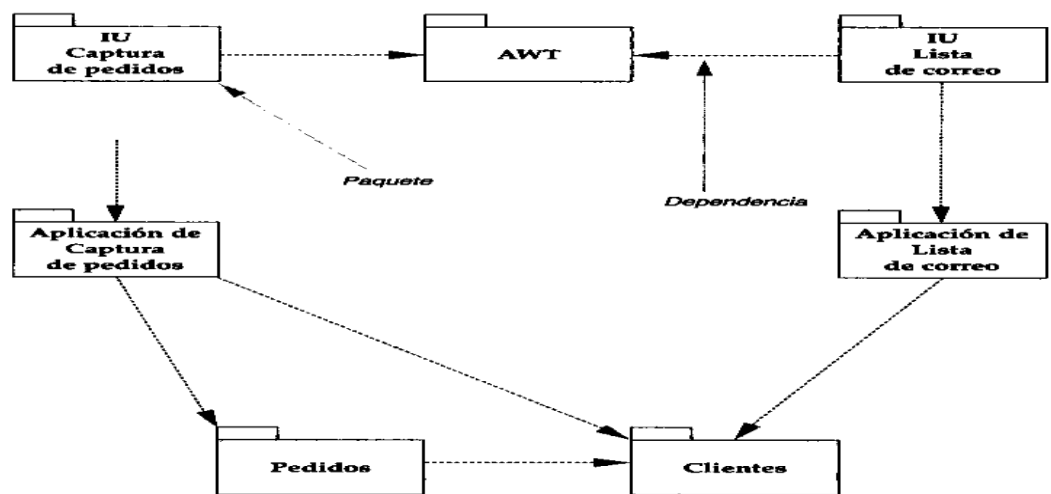 IU
Captura
de pedidos
AWT
IU
Lista
de correo
Paquete
Dependencia
Aplicación de
Captura
de pedidos
Aplicación de
Lista
de correo
Pedidos
Clientes